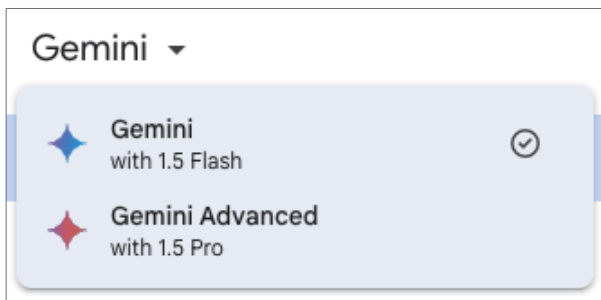 Gemini
Gemini
with 1.5 Flash
Gemini Advanced
with 1.5 Pro